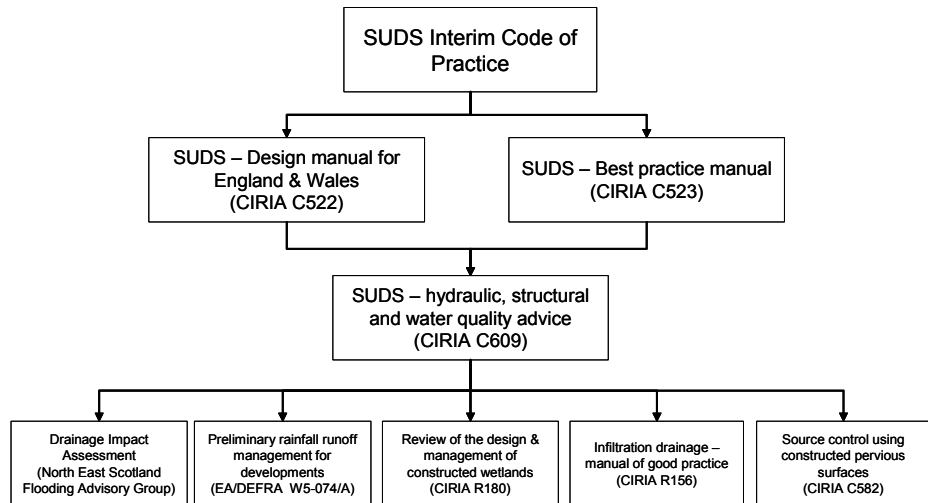 SUDS Interim Code of
Practice
SUDS – Design manual for
England & Wales
(CIRIA C522)
SUDS – Best practice manual
(CIRIA C523)
SUDS – hydraulic, structural
and water quality advice
(CIRIA C609)
Drainage Impact
Assessment
(North East Scotland
Flooding Advisory Group)
Preliminary rainfall runoff
management for
developments
(EA/DEFRA W5-074/A)
Review of the design &
management of
constructed wetlands
(CIRIA R180)
Infiltration drainage –
manual of good practice
(CIRIA R156)
Source control using
constructed pervious
surfaces
(CIRIA C582)